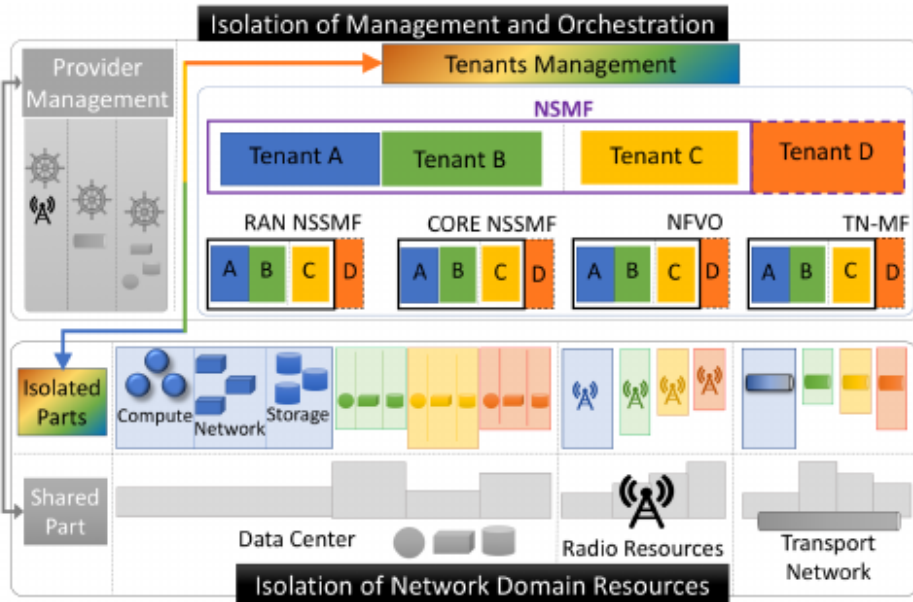 Isolation of Management and Orchestration
Provider
Management
Tenants Management
NSMF
Tenant A
Tenant B
Tenant C
Tenant D
RAN NSSMF
CORE NSSMF
NFVO
TN-MF
A B C D
A B C D
A B C D
A B C D
Isolated
Parts
Compute
Network
Storage
Shared
Part
Data Center
Radio Resources
Transport
Network
Isolation of Network Domain Resources